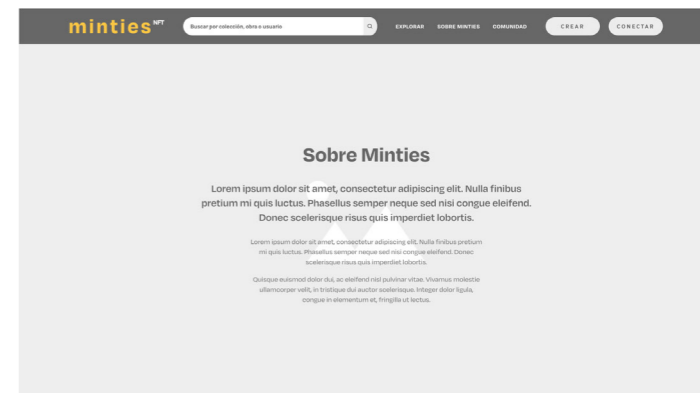 minties NFT
Buscar por colección, obra o usuario
EXPLORAR SOBRE MINTIES COMUNIDAD CREAR CONECTAR
Sobre Minties
Lorem ipsum dolor sit amet, consectetur adipiscing elit. Nulla finibus
pretium mi quis luctus. Phasellus semper neque sed nisi congue eleifend.
Donec scelerisque risus quis imperdiet lobortis.
Lorem ipsum dolor sit amet, consectetur adipiscing elit. Nulla finibus pretium
mi quis luctus. Phasellus semper neque sed nisi congue eleifend. Donec
scelerisque risus quis imperdiet lobortis.
Quisque euismod dolor dui, ac eleifend nisl pulvinar vitae. Vivamus molestie
ullamcorper velit, in tristique dui auctor scelerisque. Integer dolor ligula,
congue in elementum et, fringilla ut lectus.